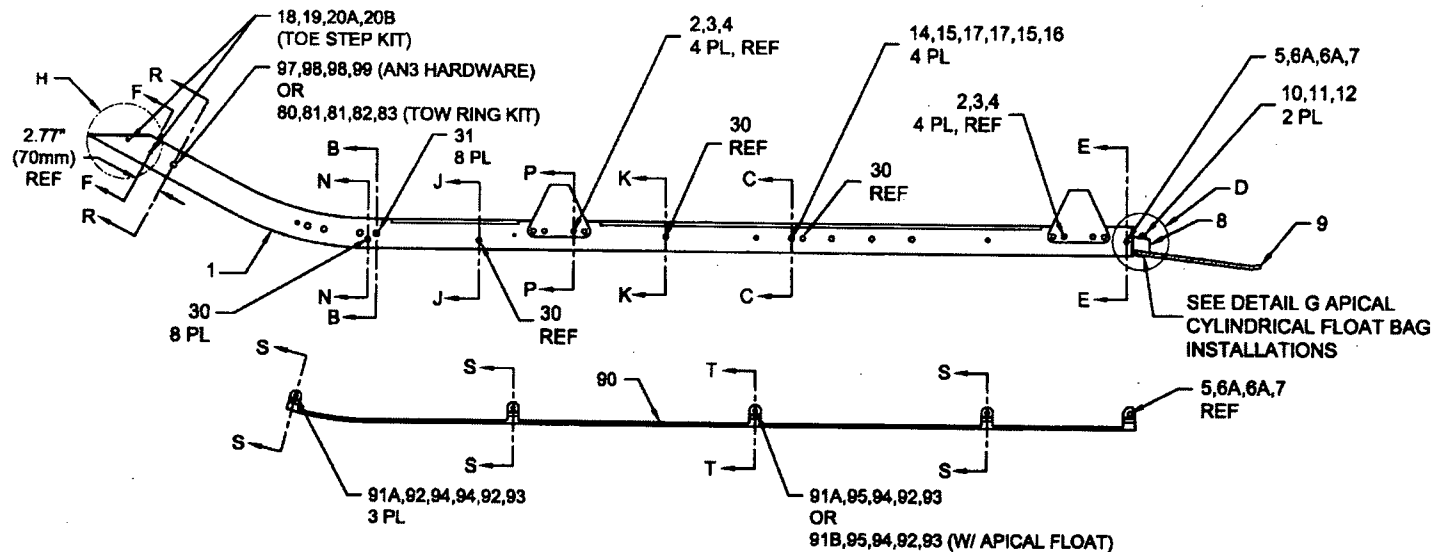 18,19,20A,20B
(TOE STEP KIT)
97,98,98,99 (AN3 HARDWARE)
OR
80,81,81,82,83 (TOW RING KIT)
2,3,4
4 PL, REF
14,15,17,17,15,16
4 PL
5,6A,6A,7
10,11,12
2 PL
2,3,4
4 PL, REF
H
R
F
2.77"
(70mm)
REF
F
R
31
8 PL
B
N
J
P
30
REF
K
C
30
REF
E
D
8
9
1
N
B
J
P
K
C
E
30
8 PL
30
REF
SEE DETAIL G APICAL
CYLINDRICAL FLOAT BAG
INSTALLATIONS
S
S
90
T
S
5,6A,6A,7
REF
S
S
T
S
91A,92,94,94,92,93
3 PL
91A,95,94,92,93
OR
91B,95,94,92,93 (W/ APICAL FLOAT)